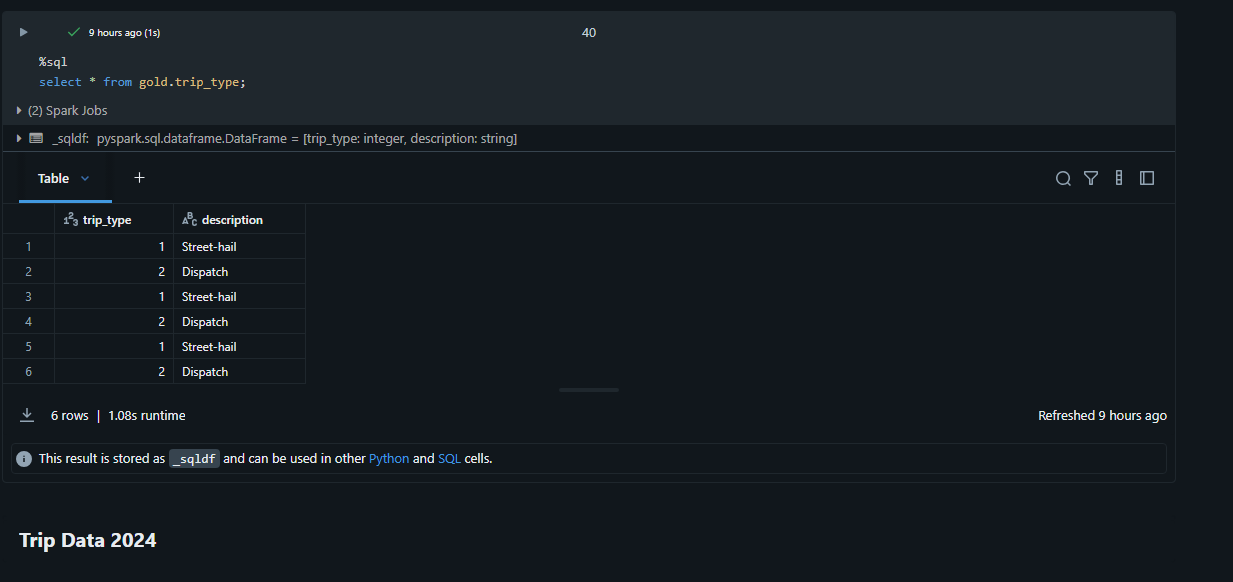 9 hours ago (1s)
40
%sql
select * from gold.trip_type;
(2) Spark Jobs
_sqldf: pyspark.sql.dataframe.DataFrame = [trip_type: integer, description: string]
Table
+
123 trip_type ABC description
1 1 Street-hail
2 2 Dispatch
3 1 Street-hail
4 2 Dispatch
5 1 Street-hail
6 2 Dispatch
6 rows | 1.08s runtime
Refreshed 9 hours ago
This result is stored as _sqldf and can be used in other Python and SQL cells.
Trip Data 2024